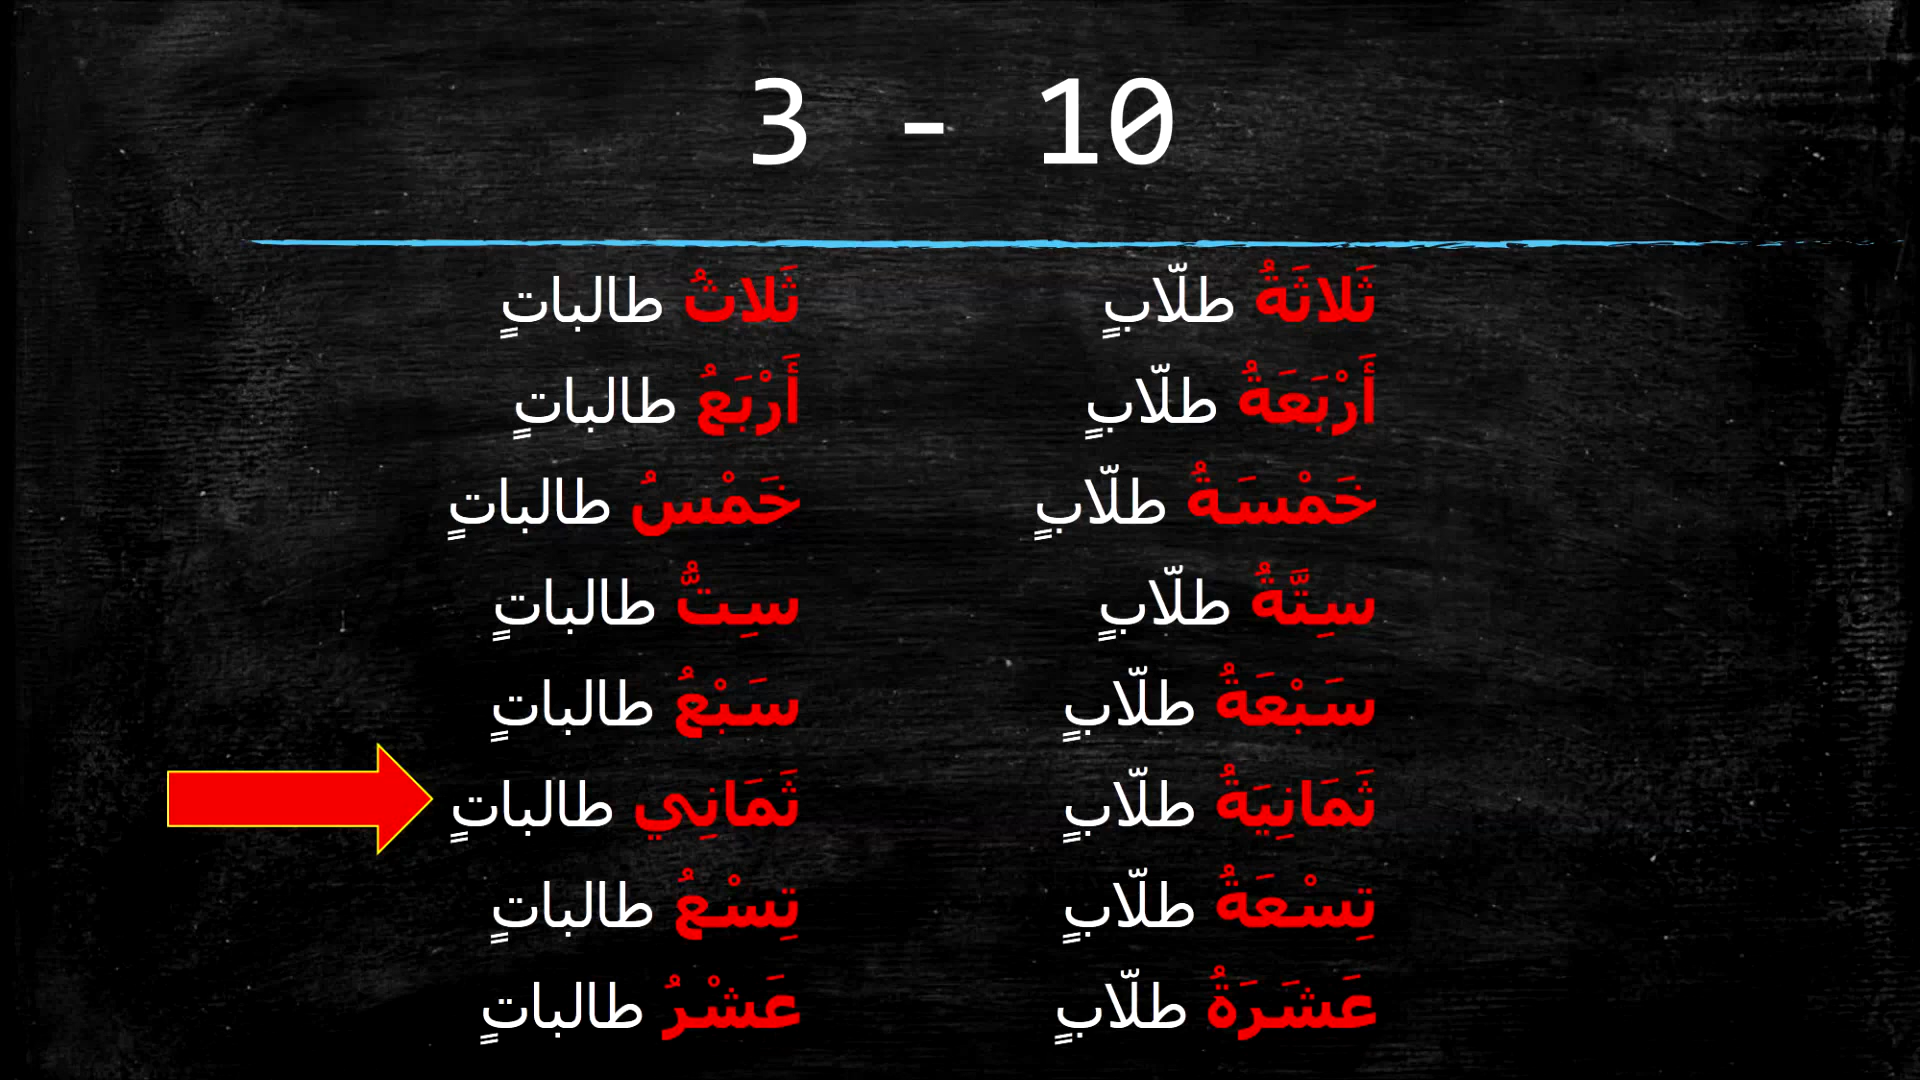 3 - 10
ثَلاثَةُ طلّابٍ ثَلاثُ طالباتٍ
أَرْبَعَةُ طلّابٍ أَرْبَعُ طالباتٍ
خَمْسَةُ طلّابٍ خَمْسُ طالباتٍ
سِتَّةُ طلّابٍ سِتُّ طالباتٍ
سَبْعَةُ طلّابٍ سَبْعُ طالباتٍ
ثَمَانِيَةُ طلّابٍ ثَمَانِي طالباتٍ
تِسْعَةُ طلّابٍ تِسْعُ طالباتٍ
عَشَرَةُ طلّابٍ عَشْرُ طالباتٍ